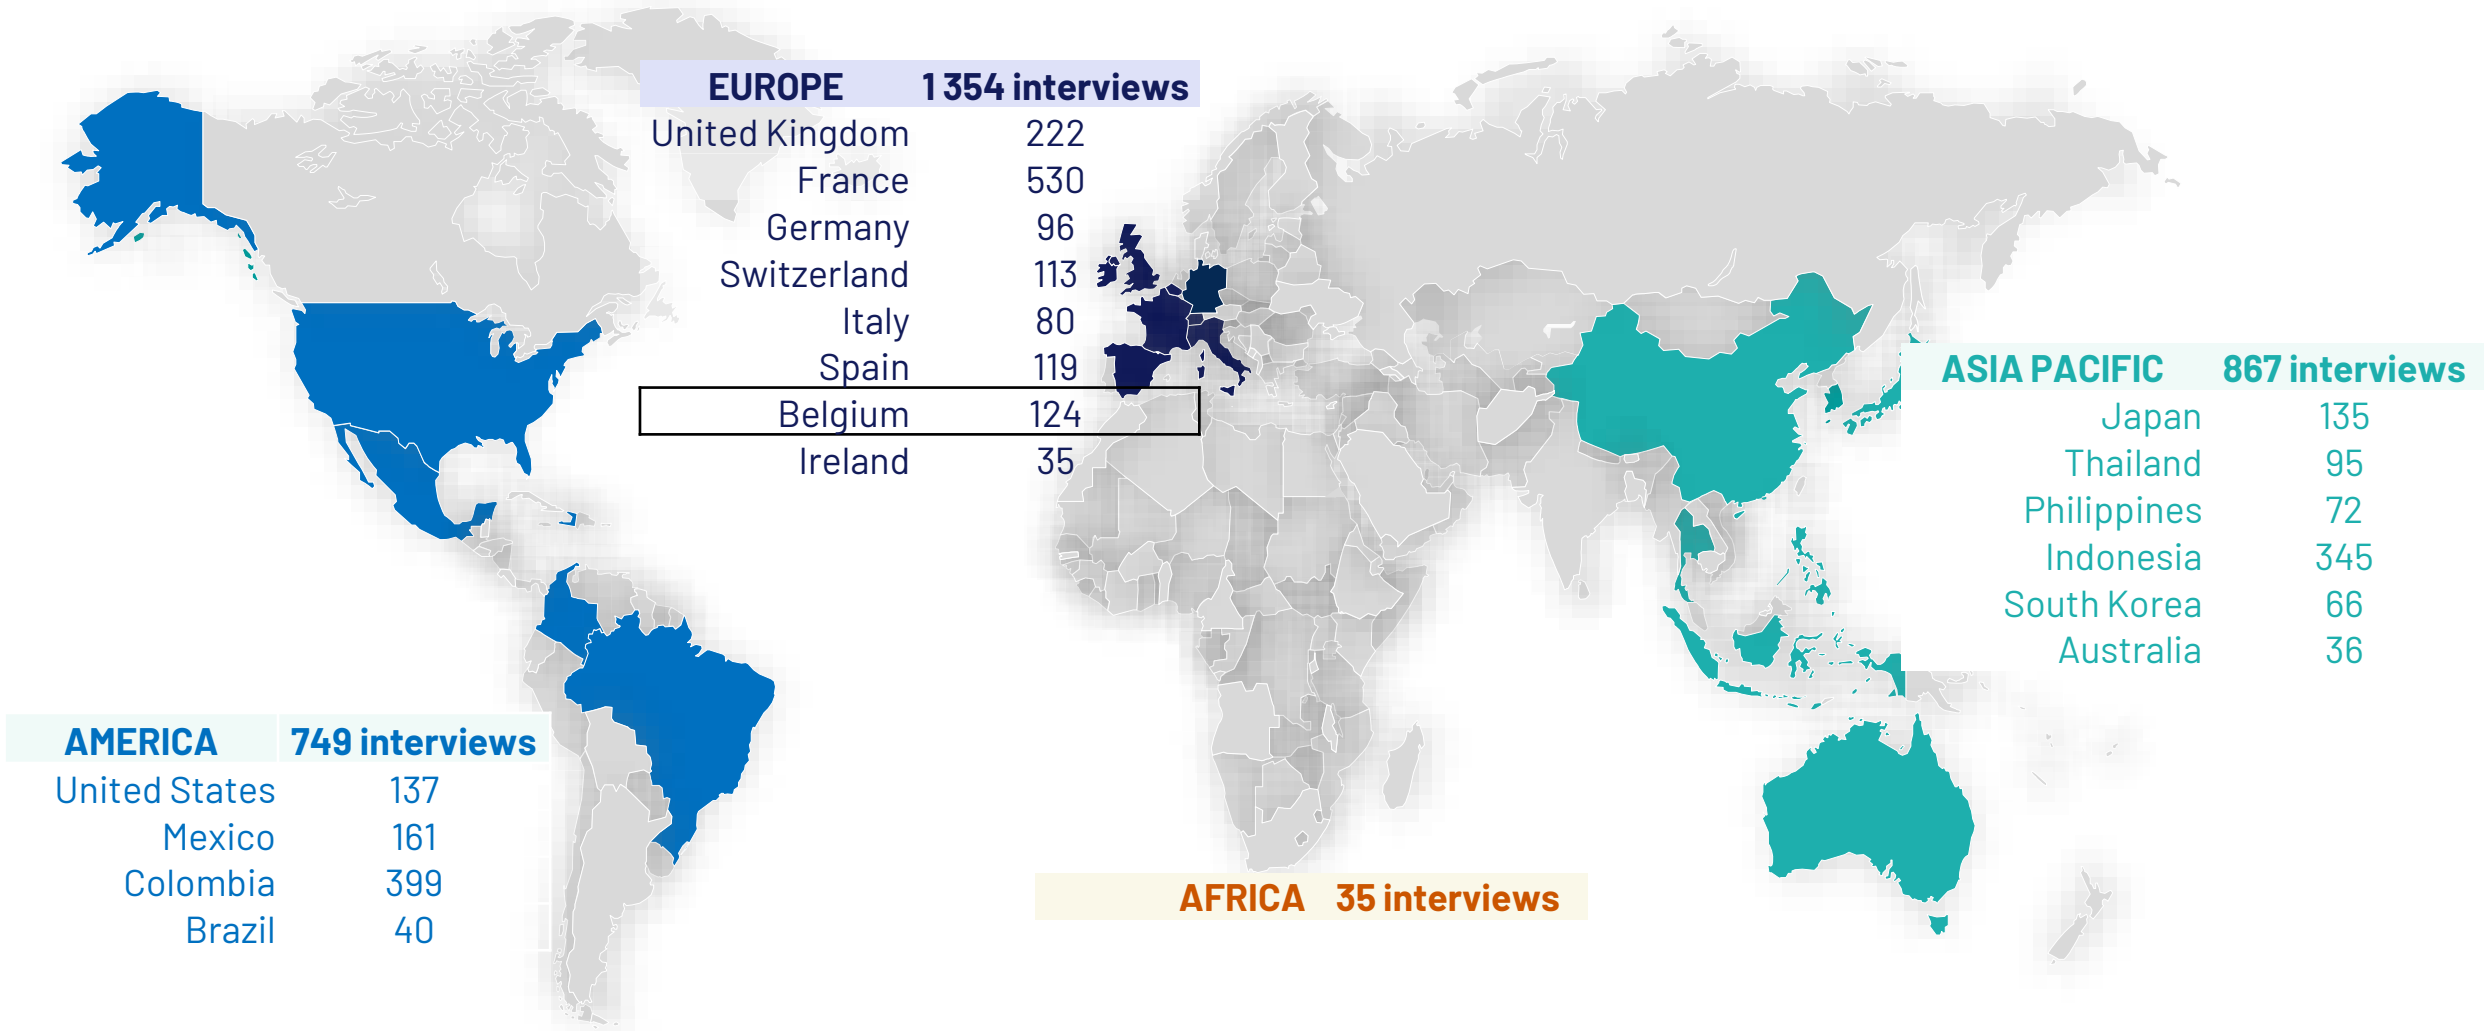 EUROPE 1 354 interviews
United Kingdom 222
France 530
Germany 96
Switzerland 113
Italy 80
Spain 119
Belgium 124
Ireland 35
ASIA PACIFIC 867 interviews
Japan 135
Thailand 95
Philippines 72
Indonesia 345
South Korea 66
Australia 36
AMERICA 749 interviews
United States 137
Mexico 161
Colombia 399
Brazil 40
AFRICA 35 interviews